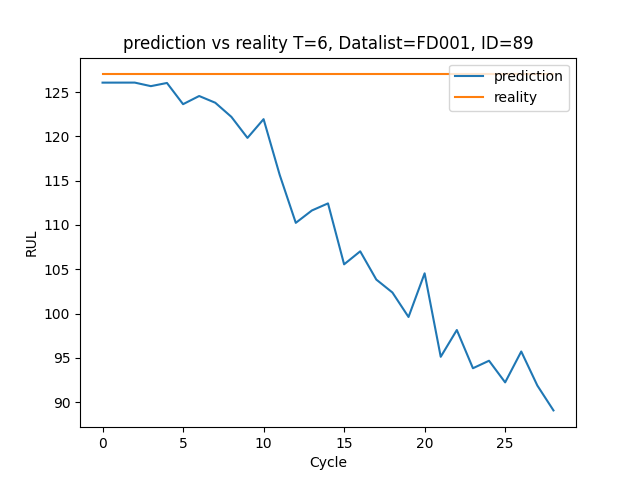 prediction vs reality T=6, Datalist=FD001, ID=89
prediction
reality
125
120
115
110
105
100
95
90
RUL
0 5 10 15 20 25
Cycle